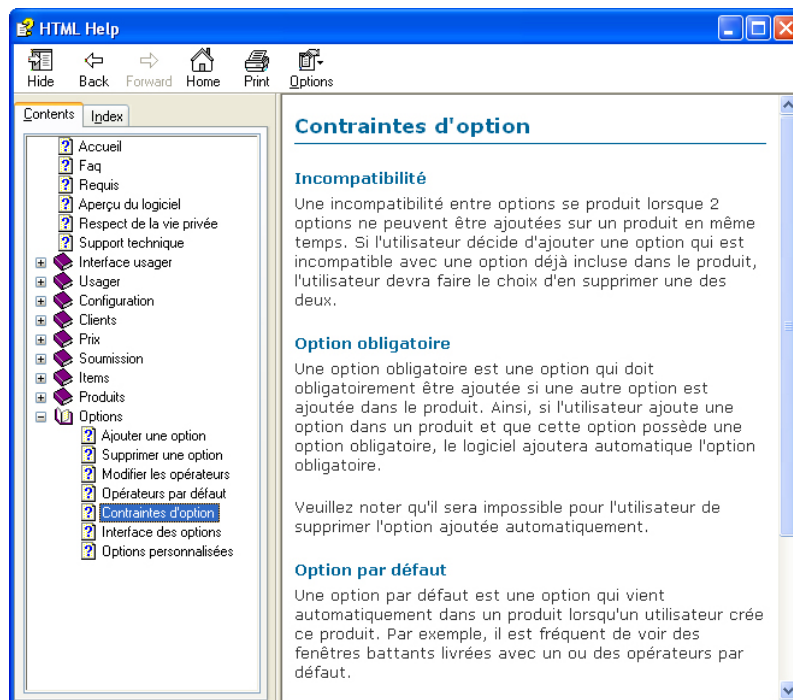 HTML Help
Hide Back Forward Home Print Options
Contents Index
Accueil
Faq
Requis
Aperçu du logiciel
Respect de la vie privée
Support technique
Interface usager
Usager
Configuration
Clients
Prix
Soumission
Items
Produits
Options
Ajouter une option
Supprimer une option
Modifier les opérateurs
Opérateurs par défaut
Contraintes d'option
Interface des options
Options personnalisées
Contraintes d'option
Incompatibilité
Une incompatibilité entre options se produit lorsque 2
options ne peuvent être ajoutées sur un produit en même
temps. Si l'utilisateur décide d'ajouter une option qui est
incompatible avec une option déjà incluse dans le produit,
l'utilisateur devra faire le choix d'en supprimer une des
deux.
Option obligatoire
Une option obligatoire est une option qui doit
obligatoirement être ajoutée si une autre option est
ajoutée dans le produit. Ainsi, si l'utilisateur ajoute une
option dans un produit et que cette option possède une
option obligatoire, le logiciel ajoutera automatique l'option
obligatoire.
Veuillez noter qu'il sera impossible pour l'utilisateur de
supprimer l'option ajoutée automatiquement.
Option par défaut
Une option par défaut est une option qui vient
automatiquement dans un produit lorsqu'un utilisateur crée
ce produit. Par exemple, il est fréquent de voir des
fenêtres battants livrées avec un ou des opérateurs par
défaut.